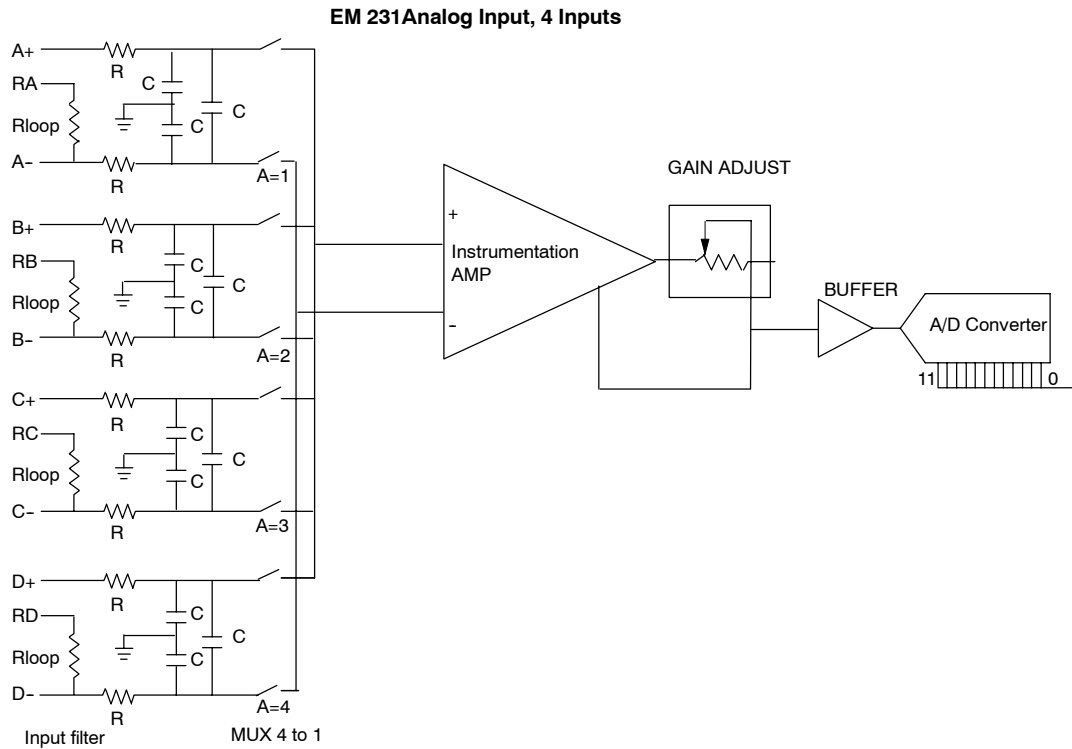 EM 231Analog Input, 4 Inputs
A+
R
RA
C
C
C
Rloop
A−
R
A=1
B+
R
RB
C
C
C
Rloop
B−
R
A=2
C+
R
RC
C
C
C
Rloop
C−
R
A=3
D+
R
RD
C
C
C
Rloop
D−
R
A=4
Input filter
MUX 4 to 1
+
Instrumentation
AMP
-
GAIN ADJUST
BUFFER
A/D Converter
11
0